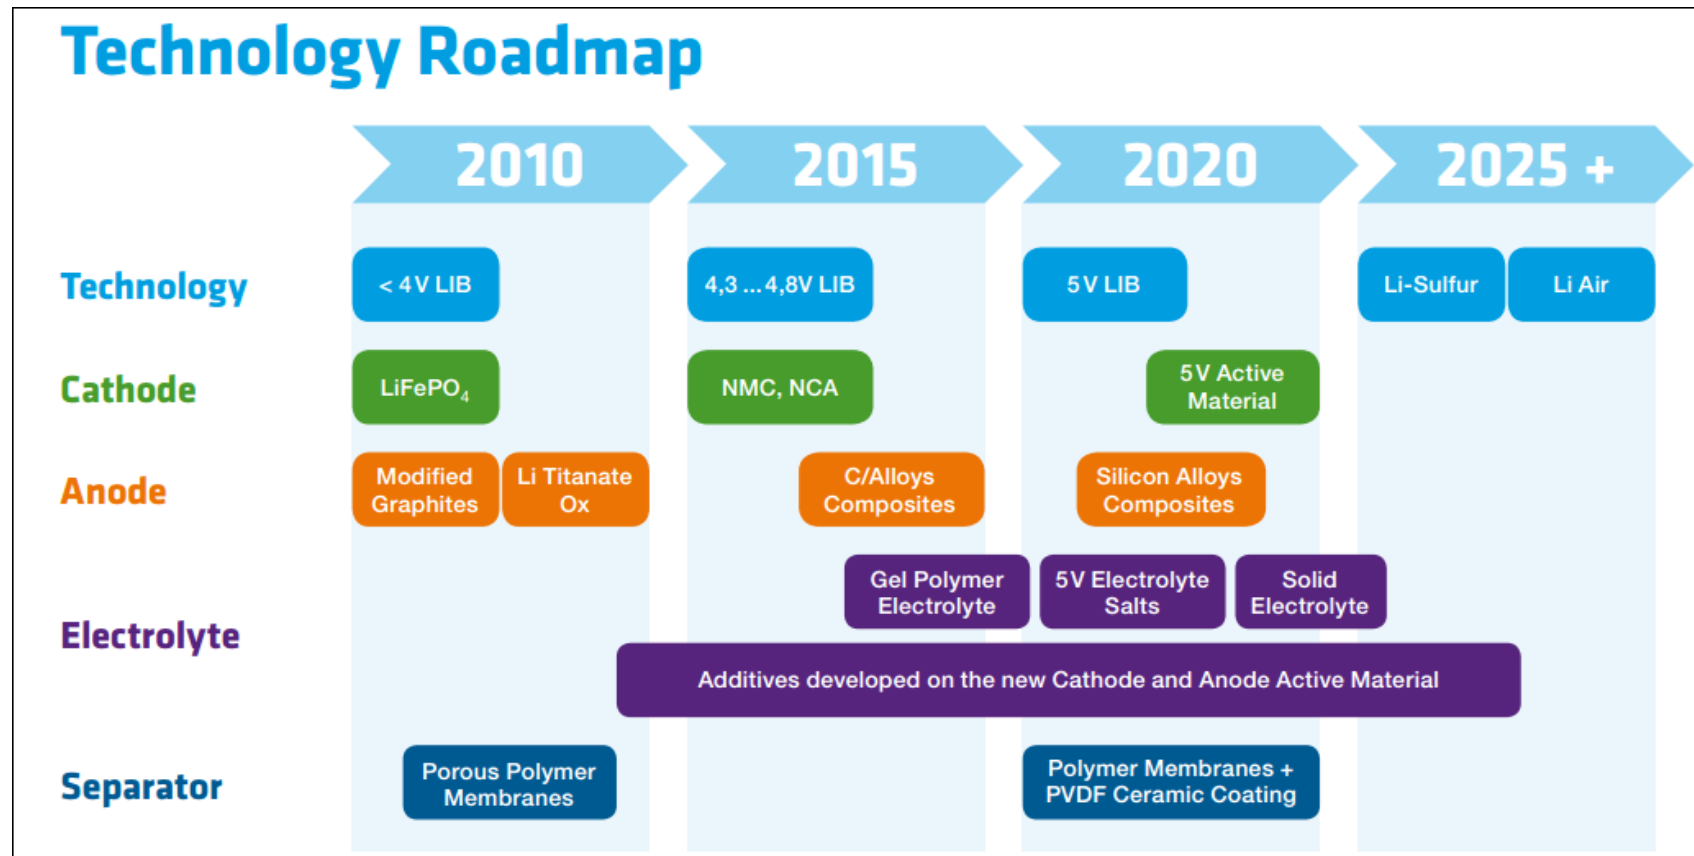 Technology Roadmap
2010
2015
2020
2025 +
Technology
< 4V LIB
4,3 ... 4,8V LIB
5V LIB
Li-Sulfur
Li Air
Cathode
LiFePO₄
NMC, NCA
5V Active
Material
Anode
Modified
Graphites
Li Titanate
Ox
C/Alloys
Composites
Silicon Alloys
Composites
Electrolyte
Gel Polymer
Electrolyte
5V Electrolyte
Salts
Solid
Electrolyte
Additives developed on the new Cathode and Anode Active Material
Separator
Porous Polymer
Membranes
Polymer Membranes +
PVDF Ceramic Coating